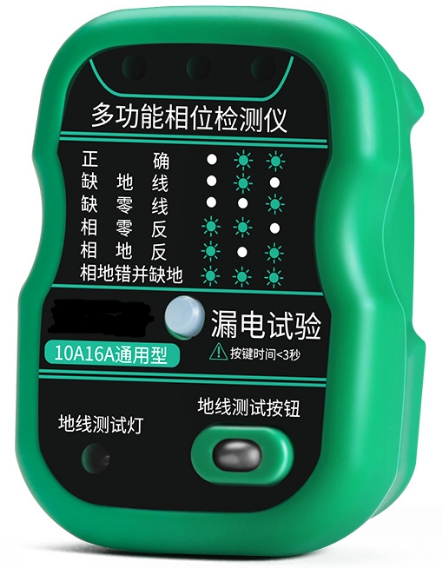 多功能相位检测仪
正 确
缺 地 线
缺 零 线
相 零 反
相 地 反
相地错并缺地
漏电试验
10A16A通用型
按键时间<3秒
地线测试按钮
地线测试灯